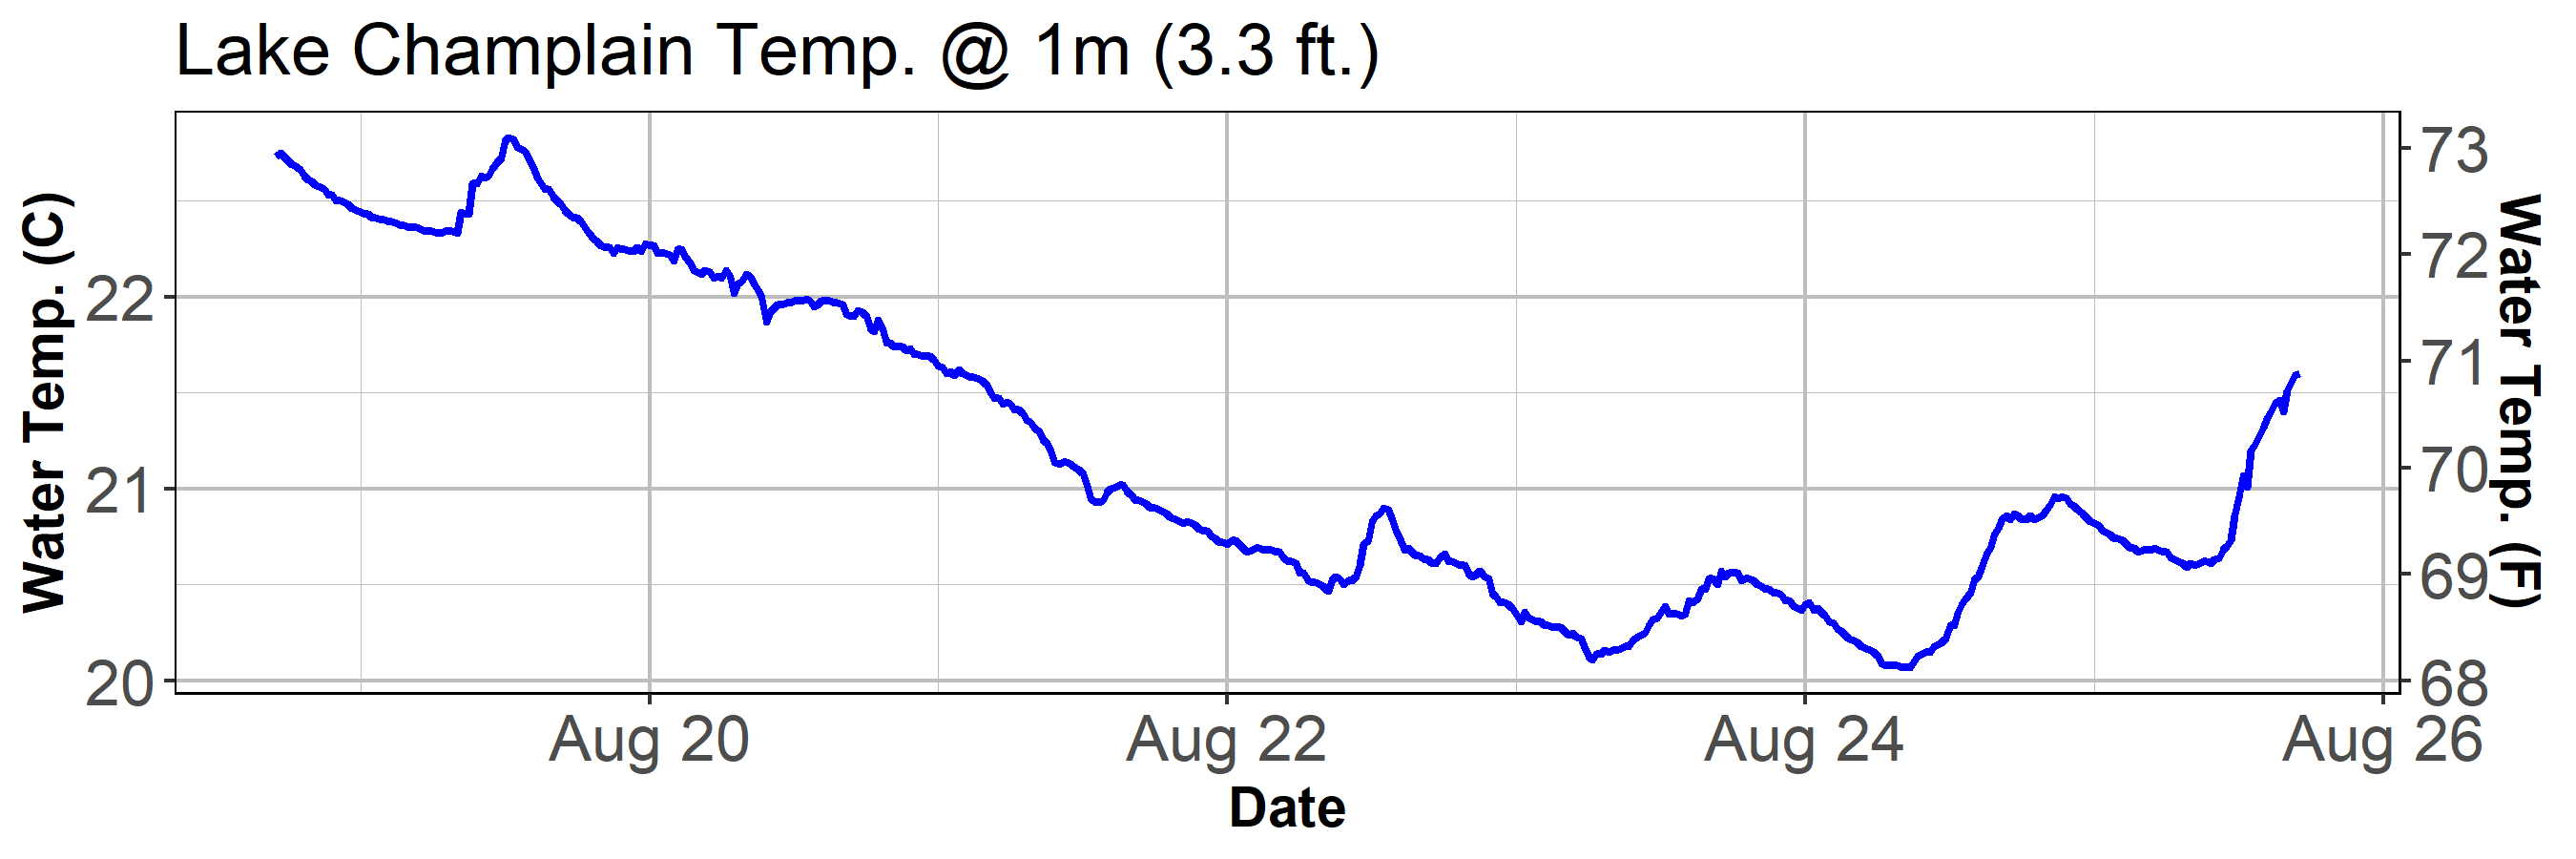 Lake Champlain Temp. @ 1m (3.3 ft.)
Water Temp. (C)
22
21
20
73
72
71
70
69
68
Water Temp. (F)
Aug 20
Aug 22
Aug 24
Aug 26
Date